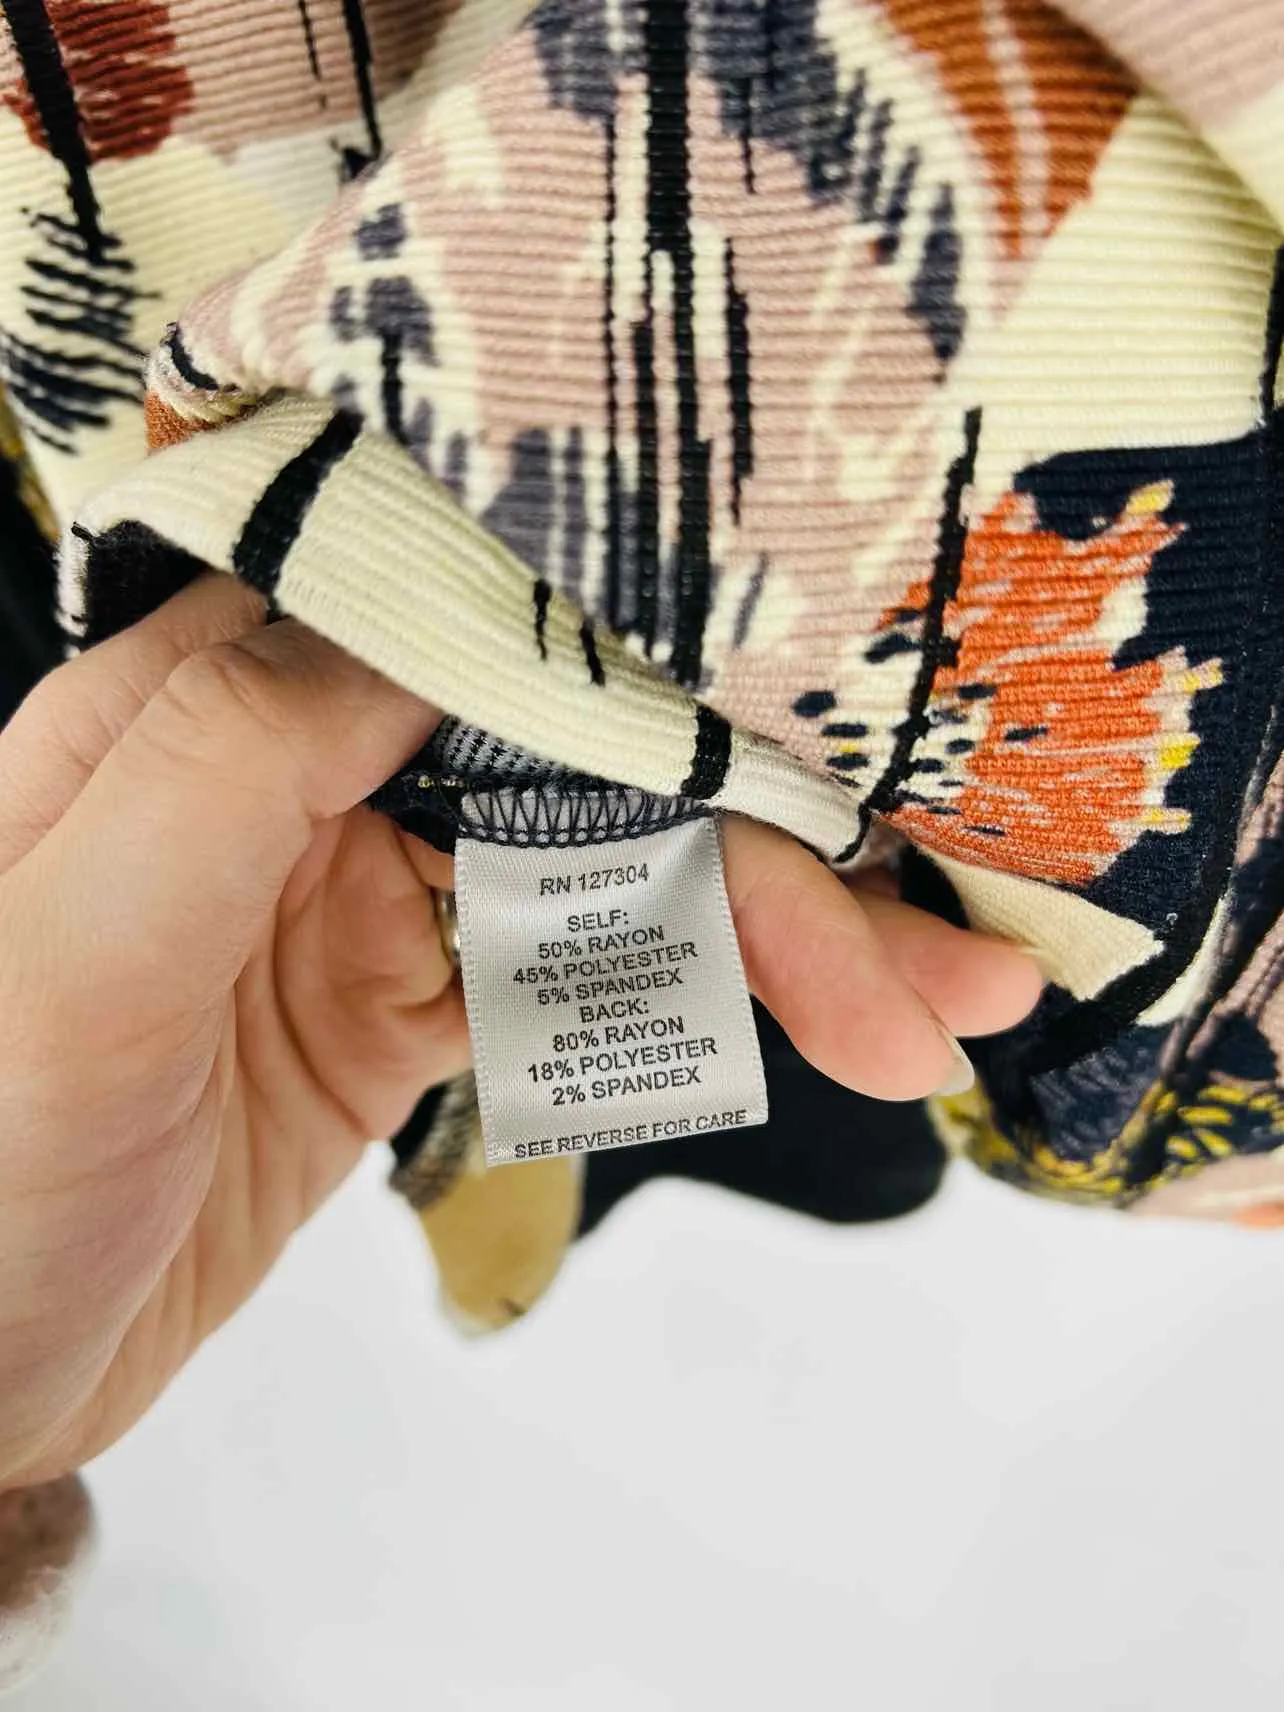 RN 127304
SELF:
50% RAYON
45% POLYESTER
5% SPANDEX
BACK:
80% RAYON
18% POLYESTER
2% SPANDEX
SEE REVERSE FOR CARE